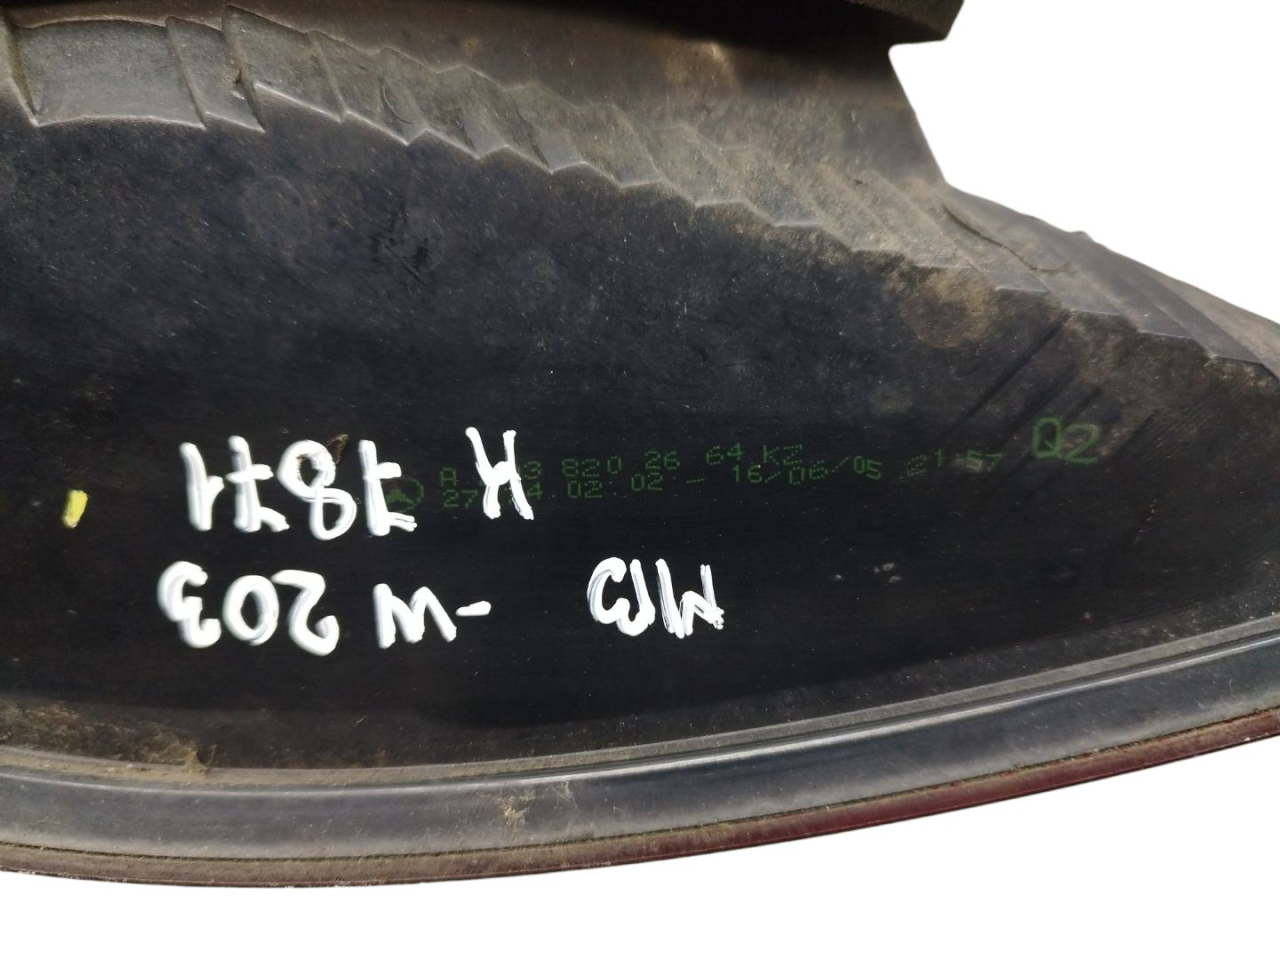 820 26 64 KZ
02.02 - 16/06/05 21:57 Q2
MB - W 203
7871